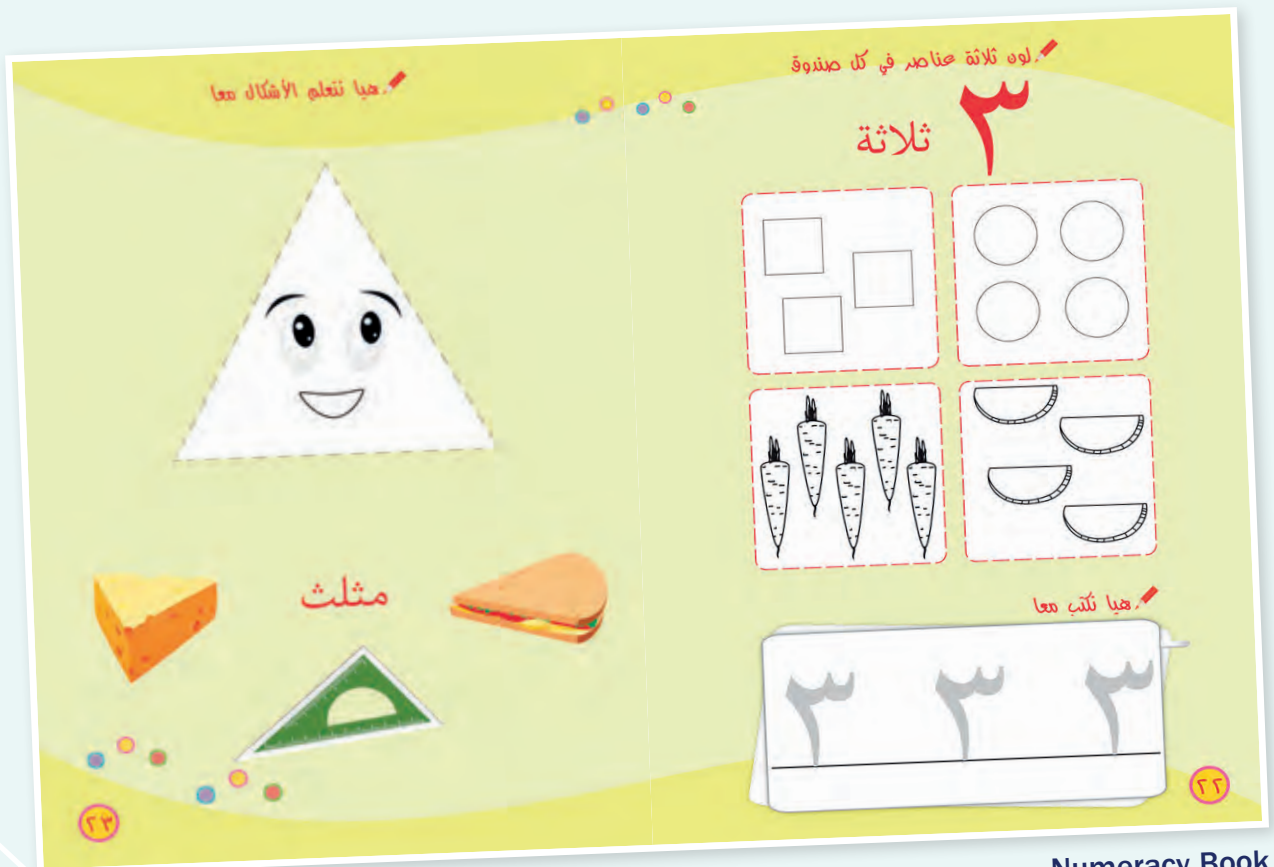 لون ثلاثة عناصر في كل صندوق
٣
ثلاثة
هيا نكتب معا
٣ ٣ ٣
٢٢
هيا نتعلم الأشكال معا
مثلث
٢٣
Numeracy Book